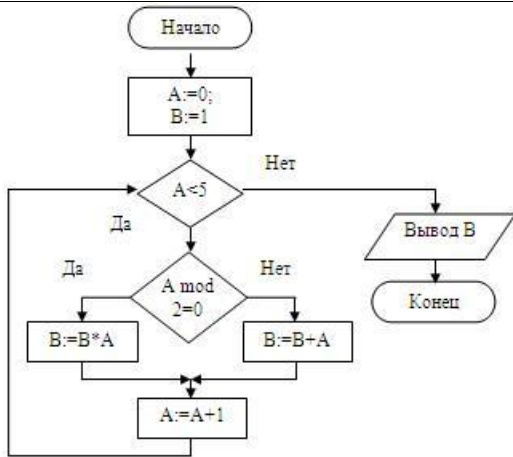 Начало
A:=0;
B:=1
Нет
A<5
Да
Вывод В
Да
A mod
2=0
Нет
Конец
B:=B*A
B:=B+A
A:=A+1